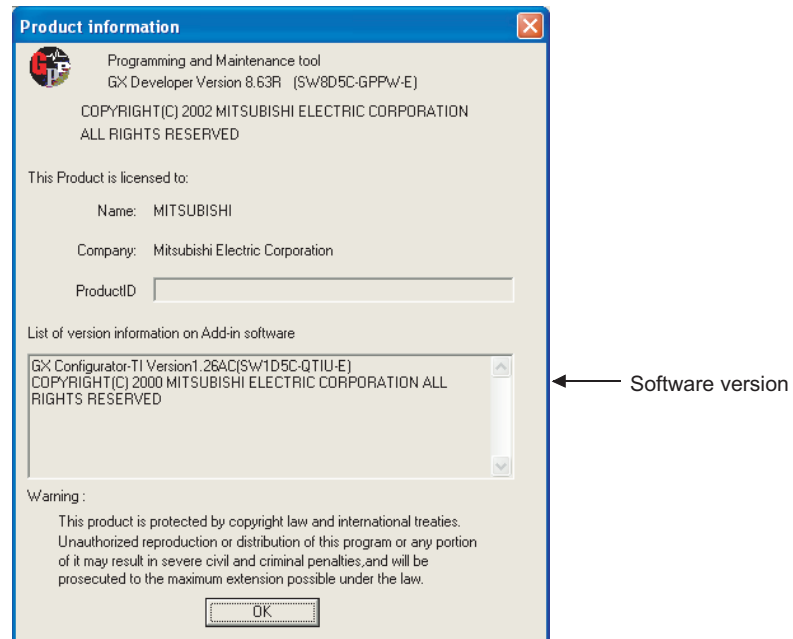 Product information
Programming and Maintenance tool
GX Developer Version 8.63R (SW8D5C-GPPW-E)
COPYRIGHT(C) 2002 MITSUBISHI ELECTRIC CORPORATION
ALL RIGHTS RESERVED
This Product is licensed to:
Name: MITSUBISHI
Company: Mitsubishi Electric Corporation
ProductID
List of version information on Add-in software
GX Configurator-TI Version1.26AC(SW1D5C-QTIU-E)
COPYRIGHT(C) 2000 MITSUBISHI ELECTRIC CORPORATION ALL
RIGHTS RESERVED
Software version
Warning :
This product is protected by copyright law and international treaties.
Unauthorized reproduction or distribution of this program or any portion
of it may result in severe civil and criminal penalties,and will be
prosecuted to the maximum extension possible under the law.
OK